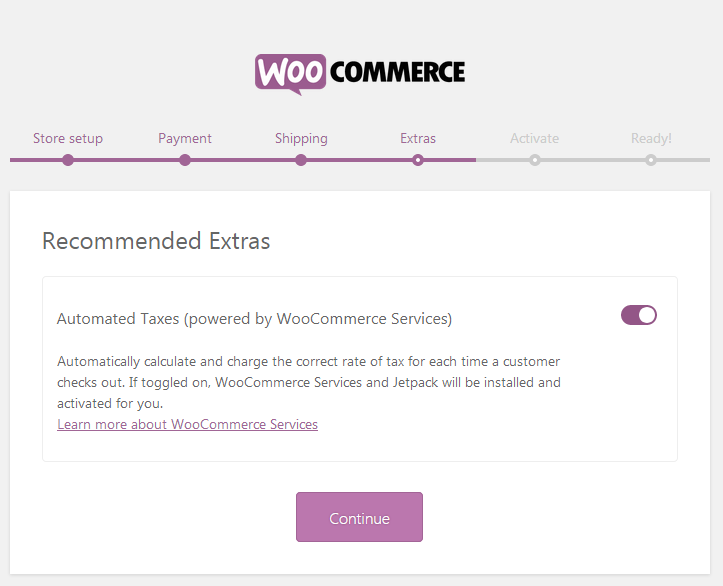 WOOCOMMERCE
Store setup
Payment
Shipping
Extras
Activate
Ready!
Recommended Extras
Automated Taxes (powered by WooCommerce Services)
Automatically calculate and charge the correct rate of tax for each time a customer
checks out. If toggled on, WooCommerce Services and Jetpack will be installed and
activated for you.
Learn more about WooCommerce Services
Continue